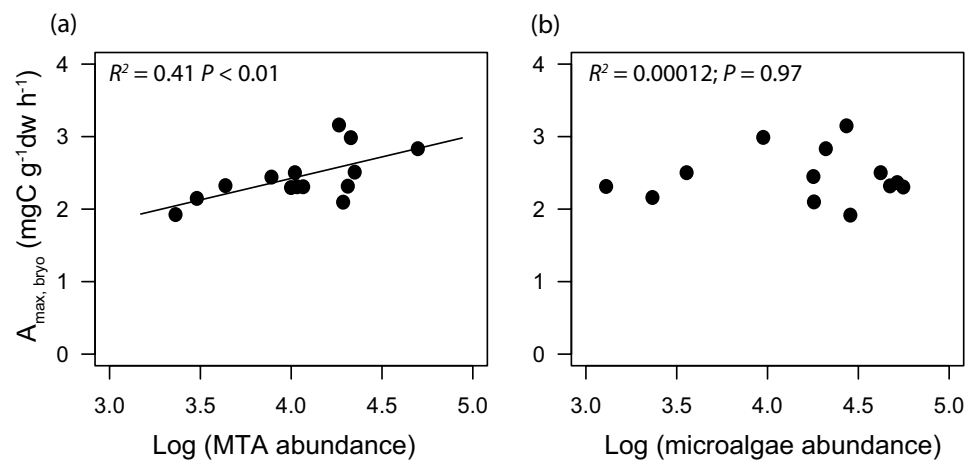 (a)
R² = 0.41 P < 0.01
A max, bryo (mgC g⁻¹dw h⁻¹)
4
3
2
1
0
3.0 3.5 4.0 4.5 5.0
Log (MTA abundance)
(b)
R² = 0.00012; P = 0.97
4
3
2
1
0
3.0 3.5 4.0 4.5 5.0
Log (microalgae abundance)